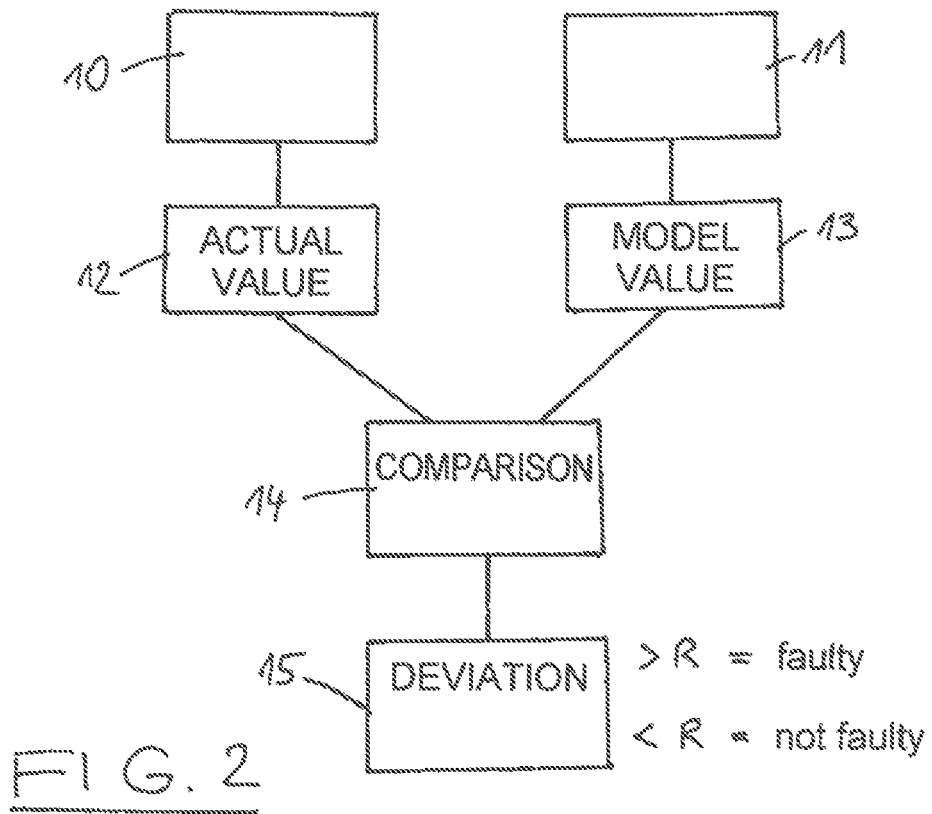 10
11
ACTUAL
VALUE
12
MODEL
VALUE
13
COMPARISON
14
15
DEVIATION
> R = faulty
< R = not faulty
FIG. 2